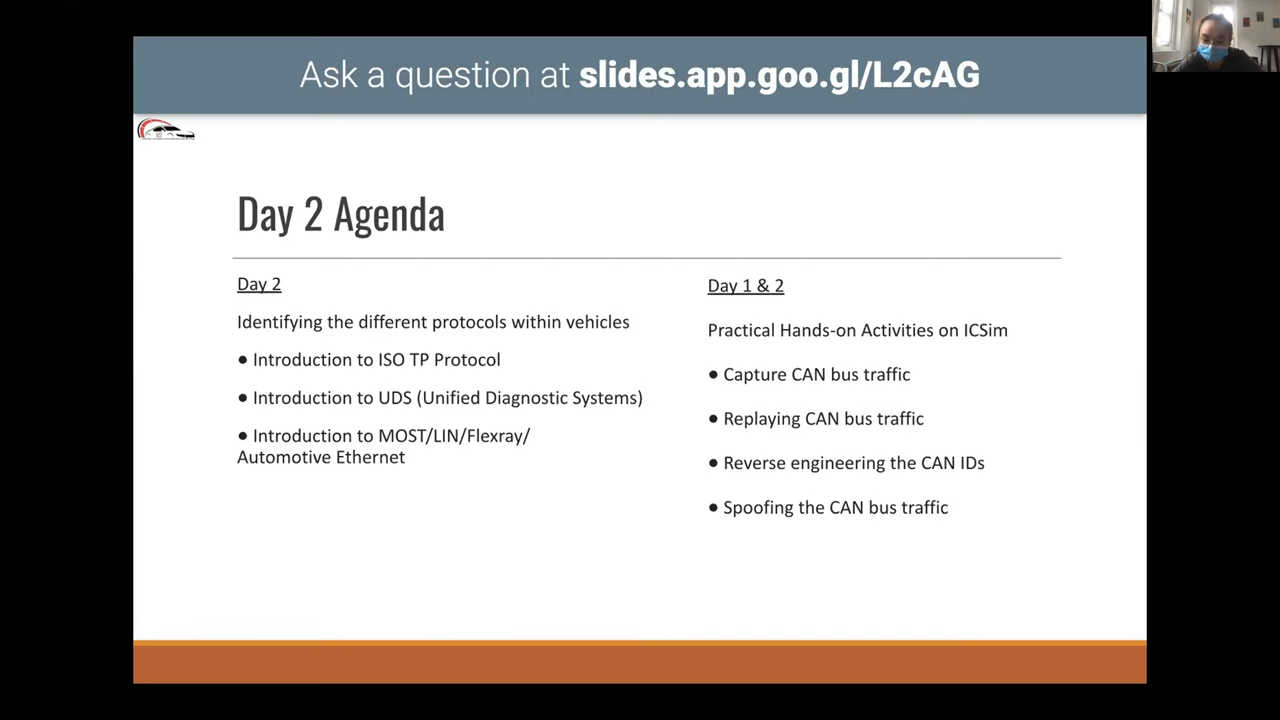 Ask a question at slides.app.goo.gl/L2cAG
Day 2 Agenda
Day 2
Identifying the different protocols within vehicles
● Introduction to ISO TP Protocol
● Introduction to UDS (Unified Diagnostic Systems)
● Introduction to MOST/LIN/Flexray/
Automotive Ethernet
Day 1 & 2
Practical Hands-on Activities on ICSim
● Capture CAN bus traffic
● Replaying CAN bus traffic
● Reverse engineering the CAN IDs
● Spoofing the CAN bus traffic